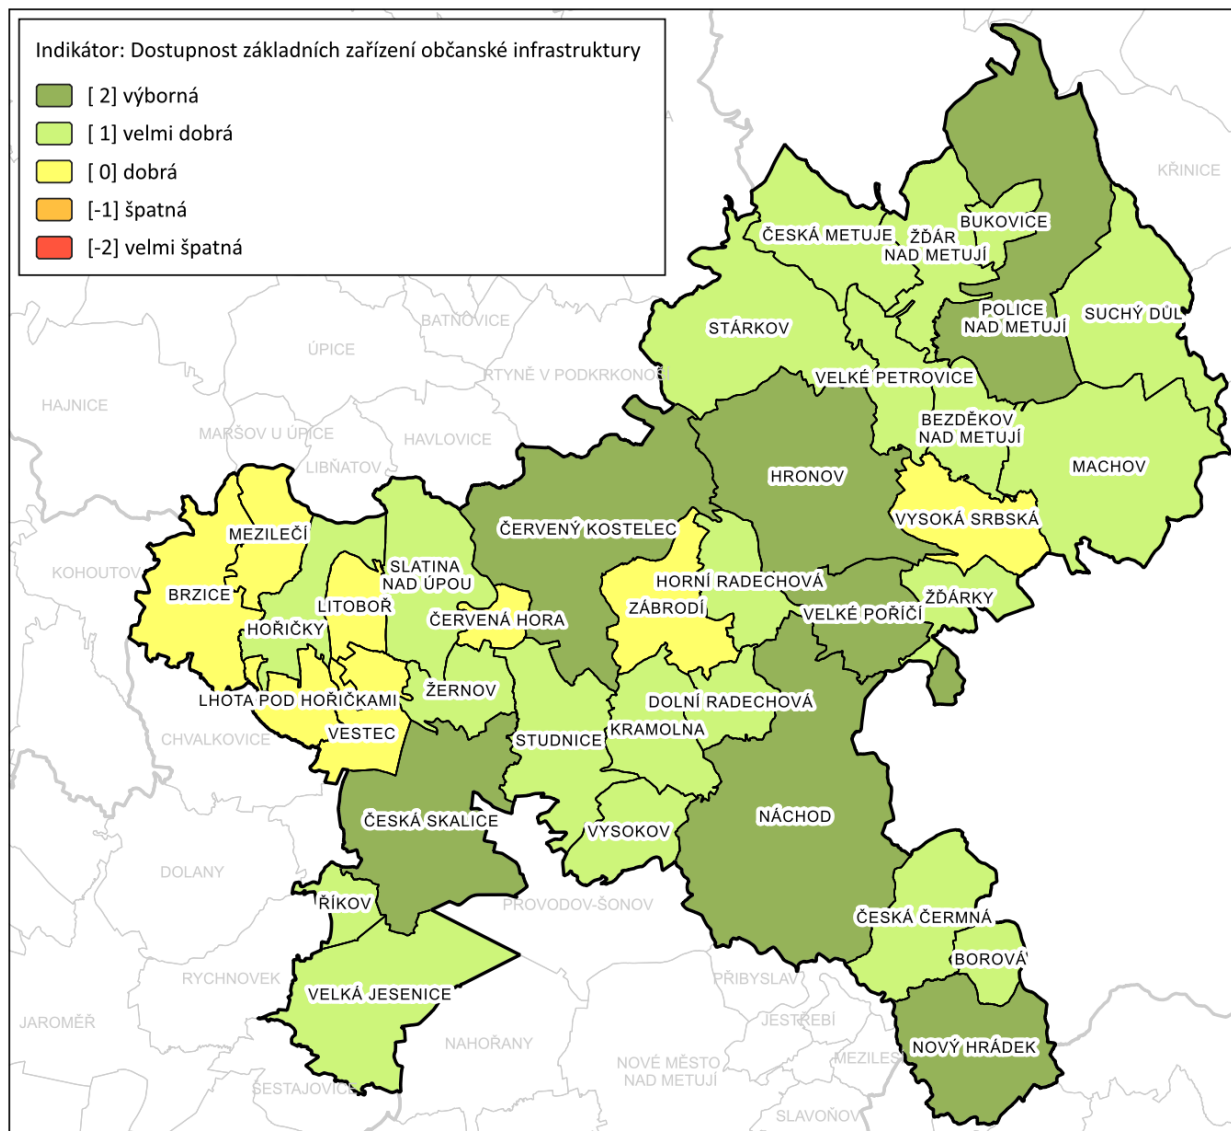 Indikátor: Dostupnost základních zařízení občanské infrastruktury
[ 2] výborná
[ 1] velmi dobrá
[ 0] dobrá
[-1] špatná
[-2] velmi špatná
KŘINICE
BUKOVICE
ČESKÁ METUJE
ŽĎÁR
NAD METUJÍ
POLICE
NAD METUJÍ
SUCHÝ DŮL
BATŇOVICE
STÁRKOV
ÚPICE
RTYNĚ V PODKRKONOŠÍ
VELKÉ PETROVICE
HAJNICE
MARŠOV U ÚPICE
HAVLOVICE
BEZDĚKOV
NAD METUJÍ
LIBŇATOV
MACHOV
HRONOV
VYSOKÁ SRBSKÁ
ČERVENÝ KOSTELEC
MEZILEČÍ
SLATINA
NAD ÚPOU
KOHOUTOV
HORNÍ RADECHOVÁ
BRZICE
LITOBOŘ
ŽĎÁRKY
ZÁBRODÍ
VELKÉ POŘÍČÍ
ČERVENÁ HORA
HOŘIČKY
ŽERNOV
LHOTA POD HOŘIČKAMI
DOLNÍ RADECHOVÁ
KRAMOLNA
VESTEC
CHVALKOVICE
STUDNICE
NÁCHOD
ČESKÁ SKALICE
VYSOKOV
DOLANY
ŘÍKOV
PROVODOV-ŠONOV
ČESKÁ ČERMNÁ
BOROVÁ
RYCHNOVEK
PŘIBYSLAV
VELKÁ JESENICE
JAROMĚŘ
JESTŘEBÍ
NAHOŘANY
NOVÝ HRÁDEK
MEZILES
NOVÉ MĚSTO
NAD METUJÍ
ŠESTAJOVICE
SLAVOŇOV